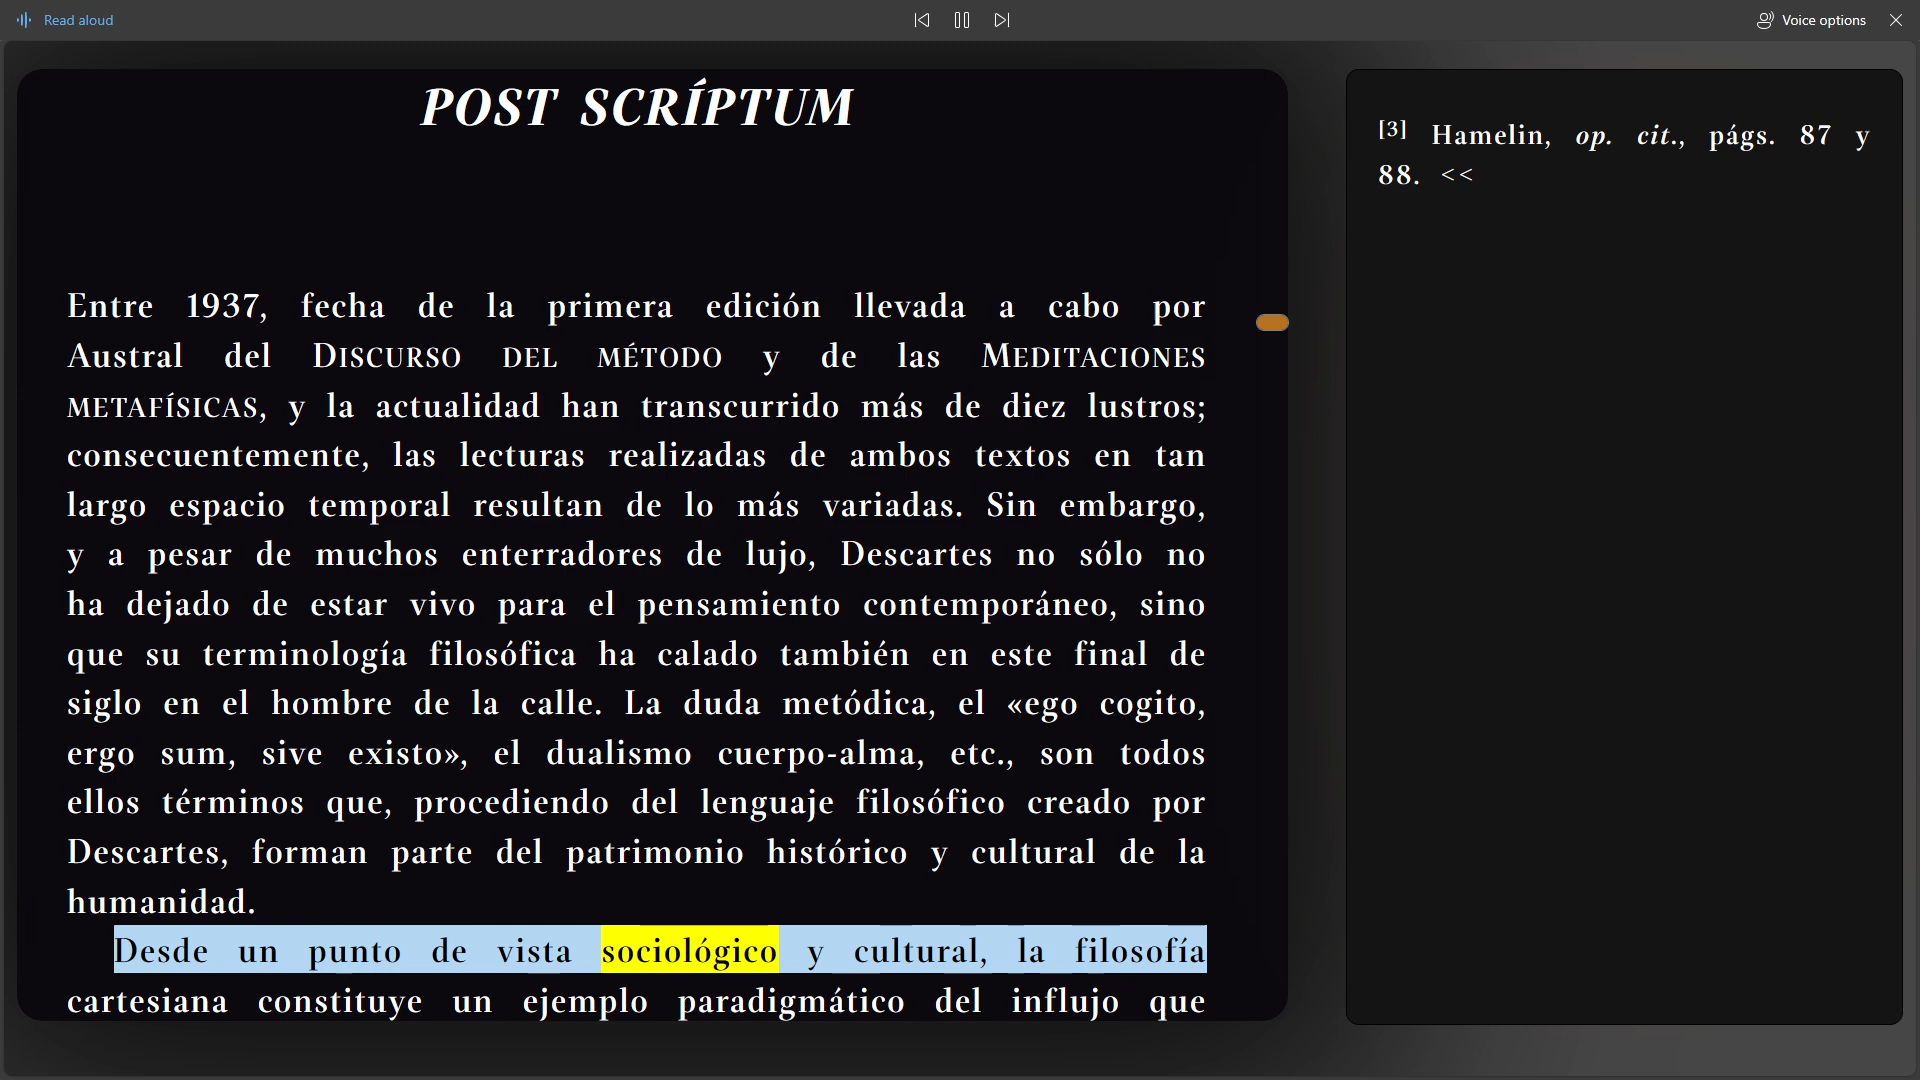 Read aloud
Voice options
POST SCRÍPTUM
Entre 1937, fecha de la primera edición llevada a cabo por
Austral del DISCURSO DEL MÉTODO y de las MEDITACIONES
METAFÍSICAS, y la actualidad han transcurrido más de diez lustros;
consecuentemente, las lecturas realizadas de ambos textos en tan
largo espacio temporal resultan de lo más variadas. Sin embargo,
y a pesar de muchos enterradores de lujo, Descartes no sólo no
ha dejado de estar vivo para el pensamiento contemporáneo, sino
que su terminología filosófica ha calado también en este final de
siglo en el hombre de la calle. La duda metódica, el «ego cogito,
ergo sum, sive existo», el dualismo cuerpo-alma, etc., son todos
ellos términos que, procediendo del lenguaje filosófico creado por
Descartes, forman parte del patrimonio histórico y cultural de la
humanidad.
Desde un punto de vista sociológico y cultural, la filosofía
cartesiana constituye un ejemplo paradigmático del influjo que
[3] Hamelin, op. cit., págs. 87 y
88. <<